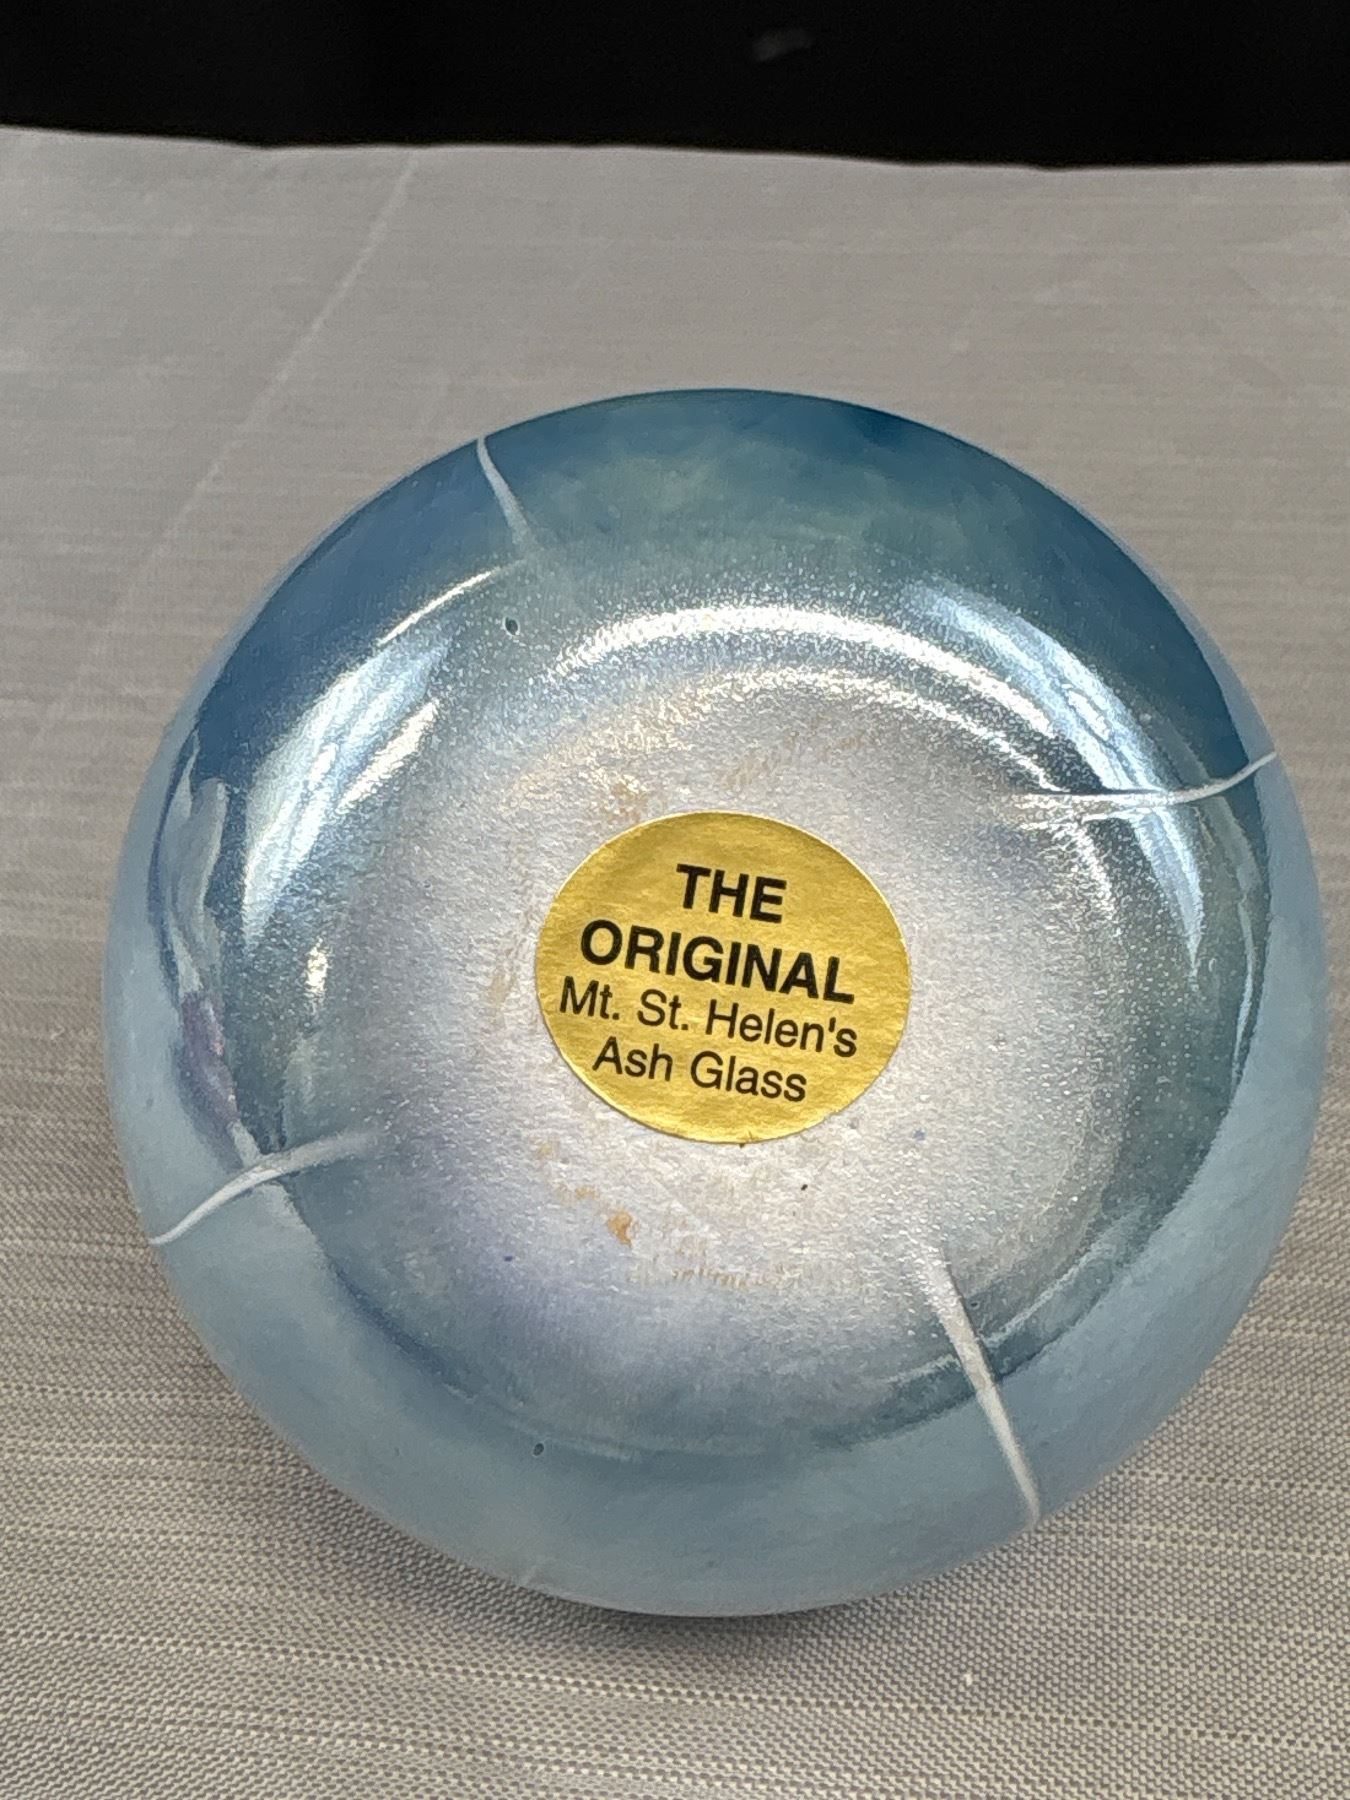 THE
ORIGINAL
Mt. St. Helen's
Ash Glass